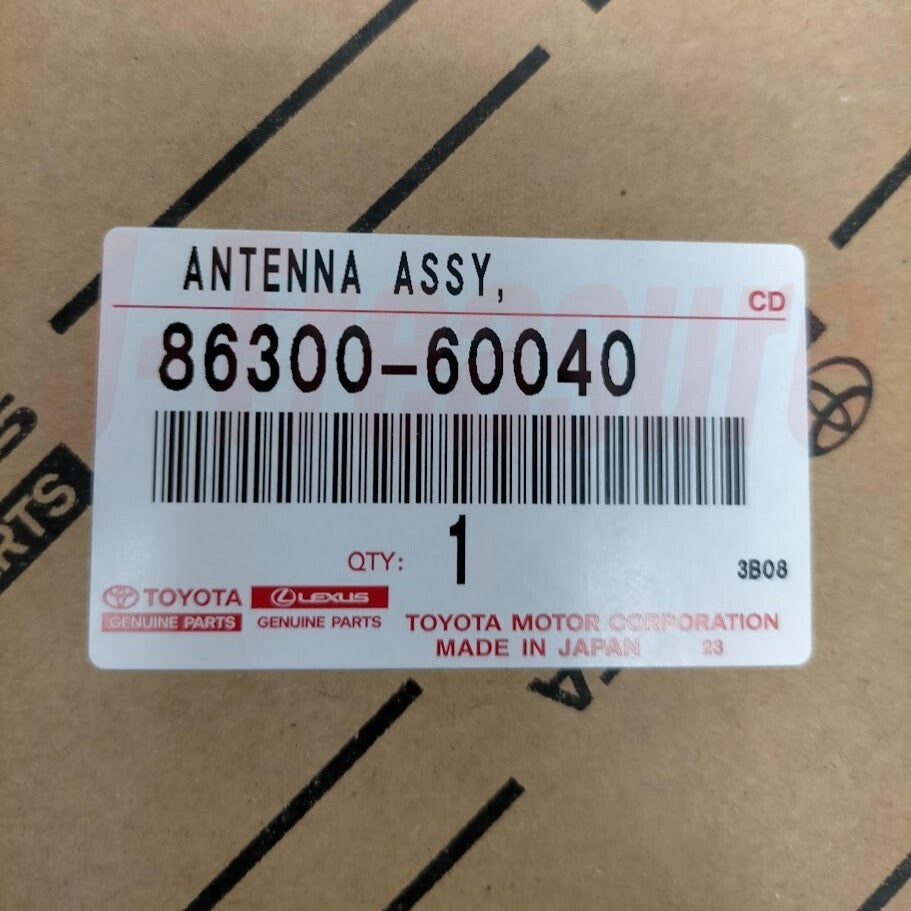 ANTENNA ASSY,
CD
86300-60040
QTY: 1
3B08
TOYOTA LEXUS
GENUINE PARTS GENUINE PARTS
TOYOTA MOTOR CORPORATION
MADE IN JAPAN 23